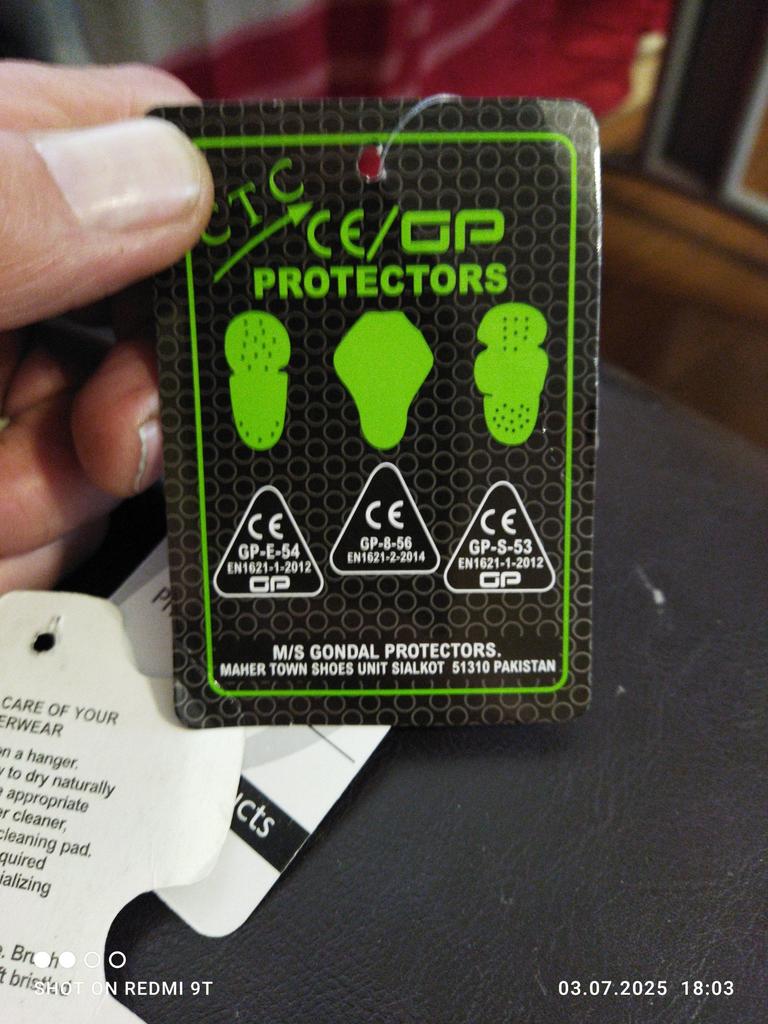 CTC
CE/GP
PROTECTORS
CE
GP-E-54
EN1621-1-2012
GP
CE
GP-8-56
EN1621-2-2014
CE
GP-S-53
EN1621-1-2012
GP
M/S GONDAL PROTECTORS.
MAHER TOWN SHOES UNIT SIALKOT 51310 PAKISTAN
CARE OF YOUR
ERWEAR
on a hanger.
to dry naturally
appropriate
er cleaner,
cleaning pad.
quired
ializing
cts
SHOT ON REDMI 9T
03.07.2025 18:03